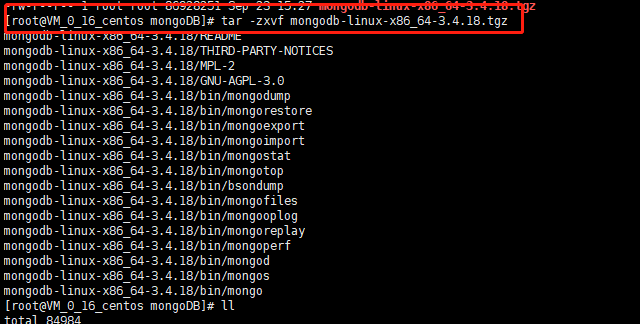 -rw-r--r-- 1 root root 86928251 Sep 23 15:27 mongodb-linux-x86_64-3.4.18.tgz
[root@VM_0_16_centos mongoDB]# tar -zxvf mongodb-linux-x86_64-3.4.18.tgz
mongodb-linux-x86_64-3.4.18/README
mongodb-linux-x86_64-3.4.18/THIRD-PARTY-NOTICES
mongodb-linux-x86_64-3.4.18/MPL-2
mongodb-linux-x86_64-3.4.18/GNU-AGPL-3.0
mongodb-linux-x86_64-3.4.18/bin/mongodump
mongodb-linux-x86_64-3.4.18/bin/mongorestore
mongodb-linux-x86_64-3.4.18/bin/mongoexport
mongodb-linux-x86_64-3.4.18/bin/mongoimport
mongodb-linux-x86_64-3.4.18/bin/mongostat
mongodb-linux-x86_64-3.4.18/bin/mongotop
mongodb-linux-x86_64-3.4.18/bin/bsondump
mongodb-linux-x86_64-3.4.18/bin/mongofiles
mongodb-linux-x86_64-3.4.18/bin/mongooplog
mongodb-linux-x86_64-3.4.18/bin/mongoreplay
mongodb-linux-x86_64-3.4.18/bin/mongoperf
mongodb-linux-x86_64-3.4.18/bin/mongod
mongodb-linux-x86_64-3.4.18/bin/mongos
mongodb-linux-x86_64-3.4.18/bin/mongo
[root@VM_0_16_centos mongoDB]# ll
total 84984